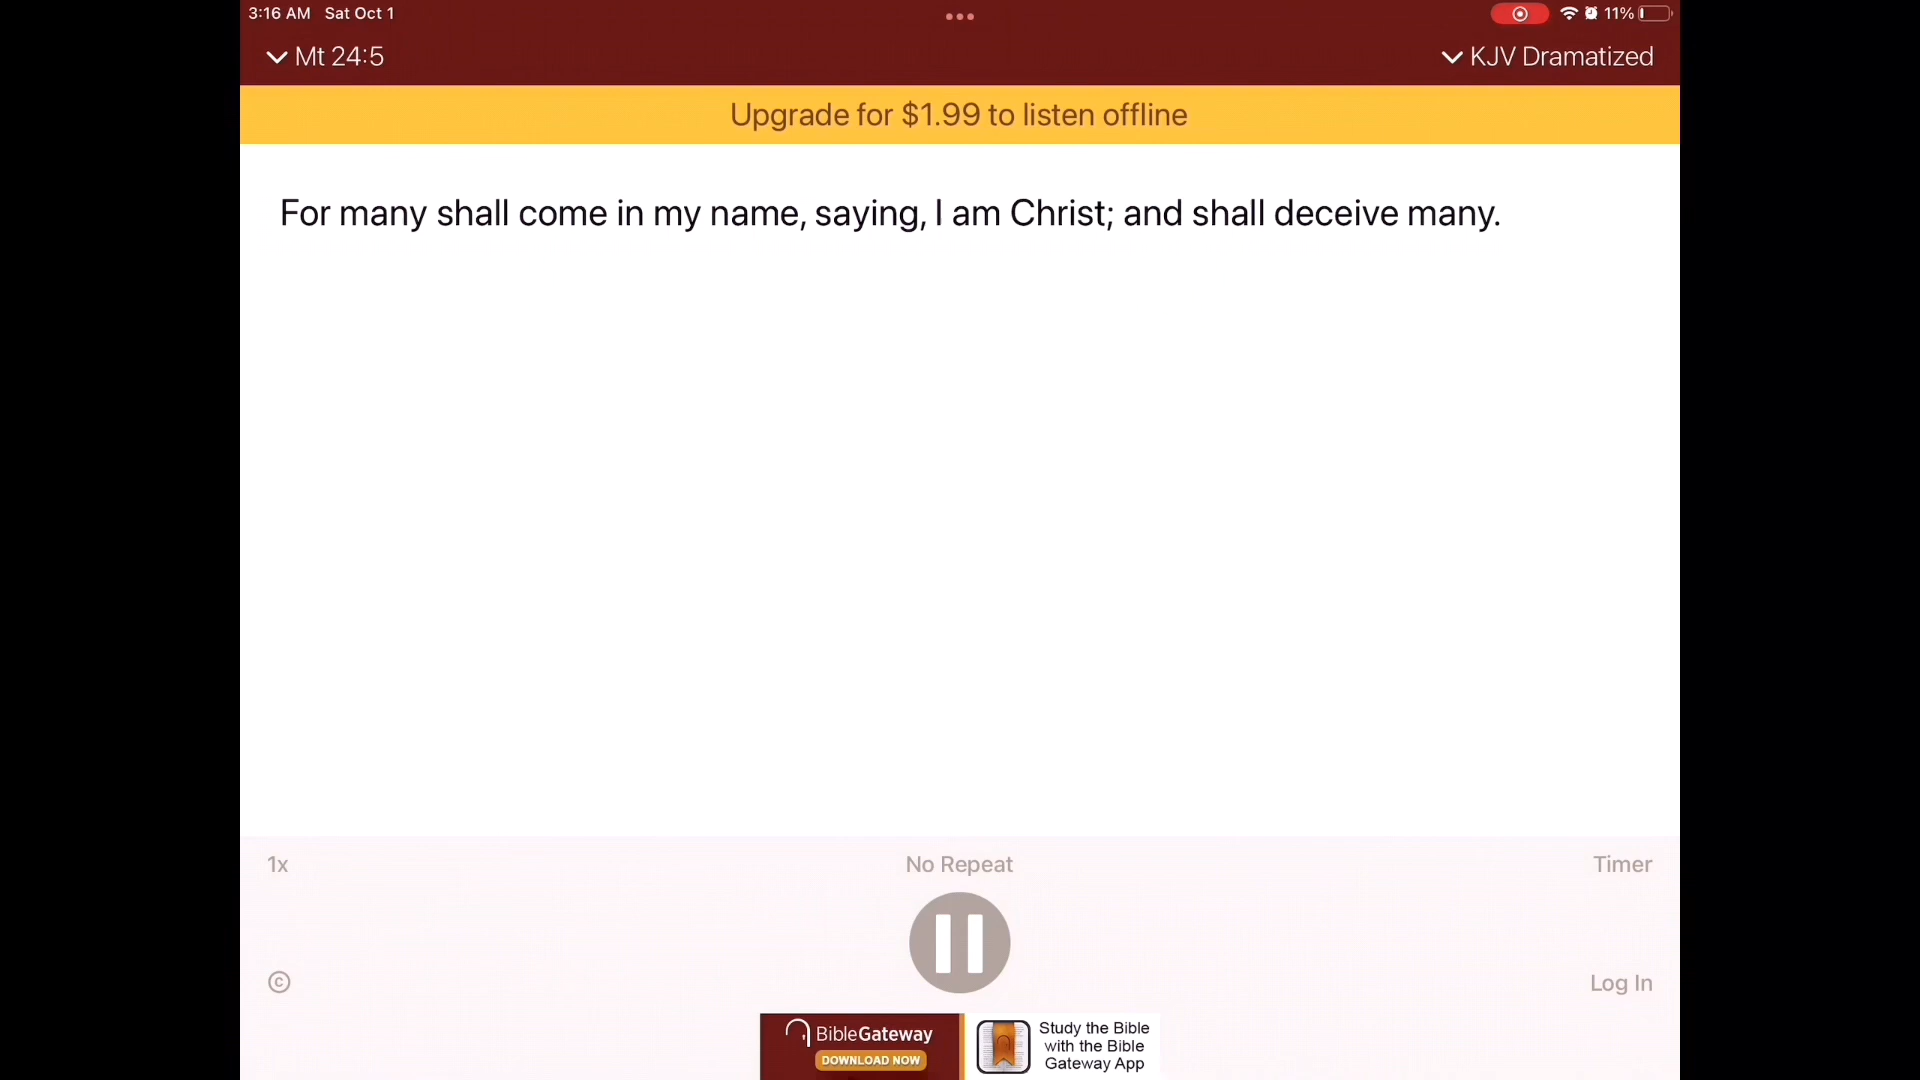 3:16 AM Sat Oct 1
11%
Mt 24:5
KJV Dramatized
Upgrade for $1.99 to listen offline
For many shall come in my name, saying, I am Christ; and shall deceive many.
1x
No Repeat
Timer
©
Log In
BibleGateway
DOWNLOAD NOW
Study the Bible
with the Bible
Gateway App